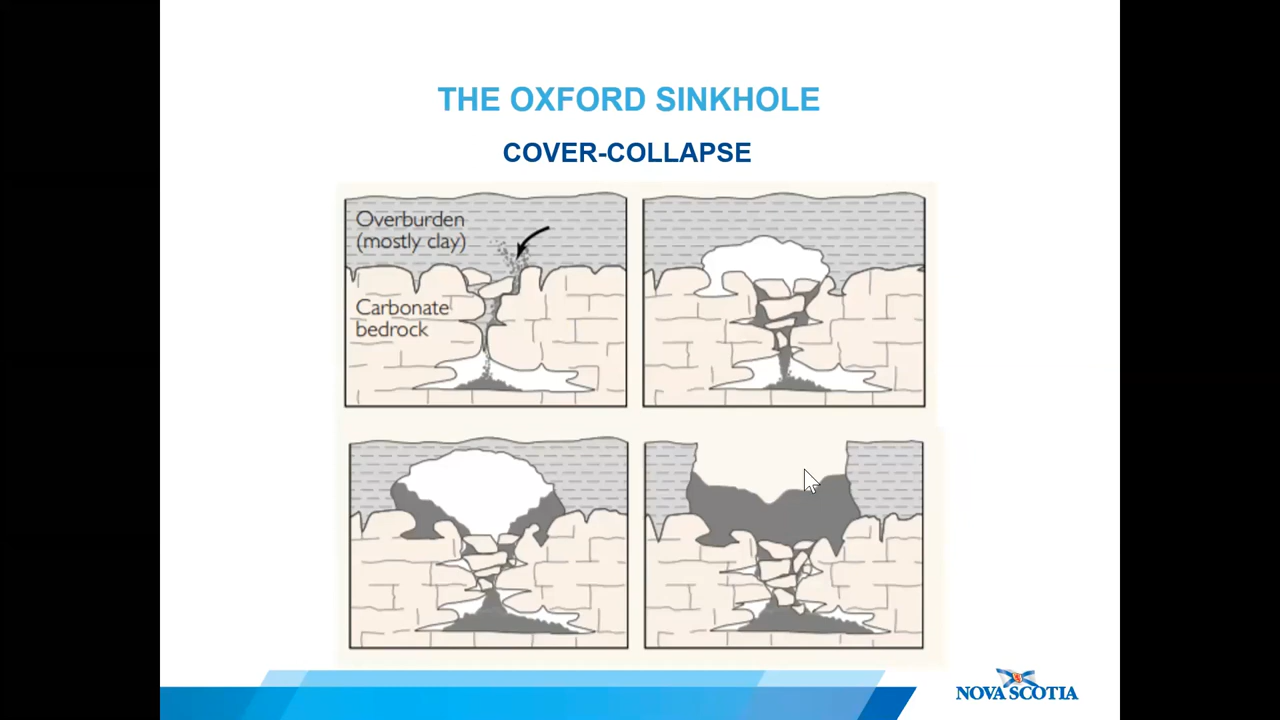 THE OXFORD SINKHOLE
COVER-COLLAPSE
Overburden
(mostly clay)
Carbonate
bedrock
NOVA SCOTIA